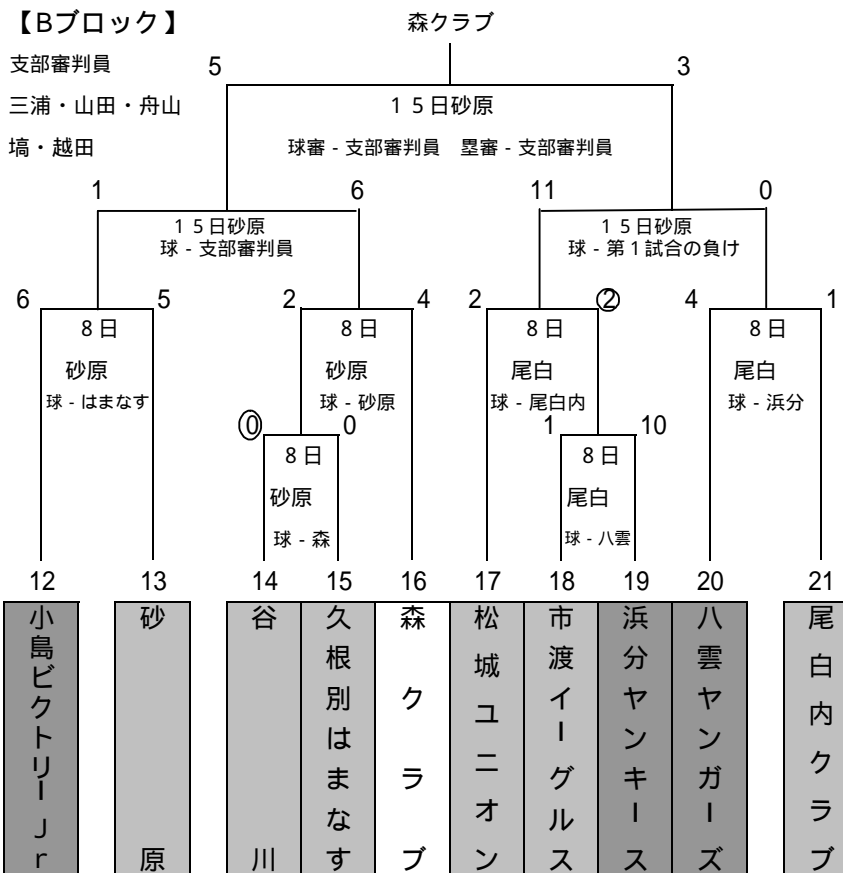 【Bブロック】
森クラブ
支部審判員
5
3
三浦・山田・舟山
15日砂原
塙・越田
球審-支部審判員 塁審-支部審判員
1
6
11
0
15日砂原
球-支部審判員
15日砂原
球-第1試合の負け
6
5
2
4
2
②
4
1
8日
砂原
球-はまなす
8日
砂原
球-砂原
8日
尾白
球-尾白内
8日
尾白
球-浜分
⓪
0
1
10
8日
砂原
球-森
8日
尾白
球-八雲
12
13
14
15
16
17
18
19
20
21
小島ビクトリーJr
砂原
谷川
久根別はまなす
森クラブ
松城ユニオン
市渡イーグルス
浜分ヤンキース
八雲ヤンガーズ
尾白内クラブ